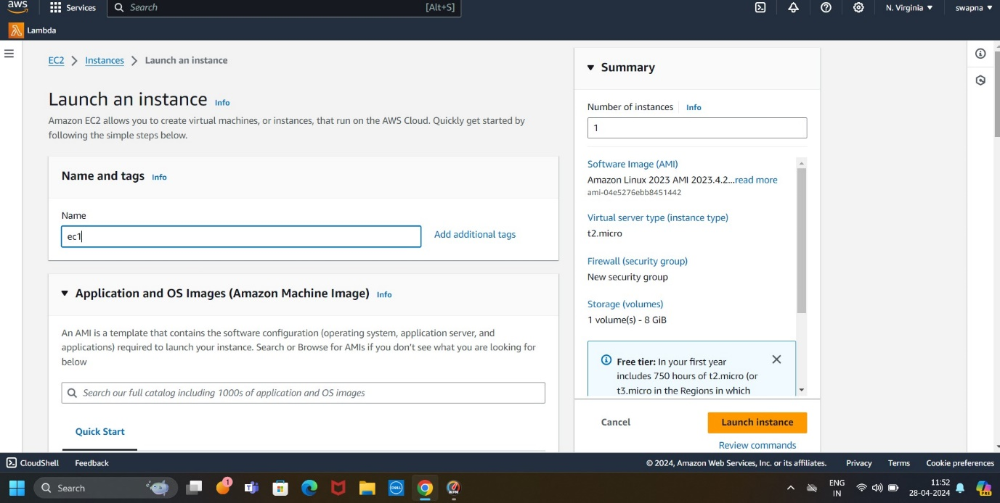 aws
Services
Search
[Alt+S]
N. Virginia
swapna
Lambda
EC2
Instances
Launch an instance
Launch an instance Info
Amazon EC2 allows you to create virtual machines, or instances, that run on the AWS Cloud. Quickly get started by
following the simple steps below.
Name and tags Info
Name
ec1
Add additional tags
Application and OS Images (Amazon Machine Image) Info
An AMI is a template that contains the software configuration (operating system, application server, and
applications) required to launch your instance. Search or Browse for AMIs if you don't see what you are looking for
below
Search our full catalog including 1000s of application and OS images
Quick Start
Summary
Number of instances Info
1
Software Image (AMI)
Amazon Linux 2023 AMI 2023.4.2...read more
ami-04e5276ebb8451442
Virtual server type (instance type)
t2.micro
Firewall (security group)
New security group
Storage (volumes)
1 volume(s) - 8 GiB
Free tier: In your first year
includes 750 hours of t2.micro (or
t3.micro in the Regions in which
Cancel
Launch instance
Review commands
CloudShell
Feedback
© 2024, Amazon Web Services, Inc. or its affiliates.
Privacy
Terms
Cookie preferences
Search
1
ENG
IN
11:52
28-04-2024